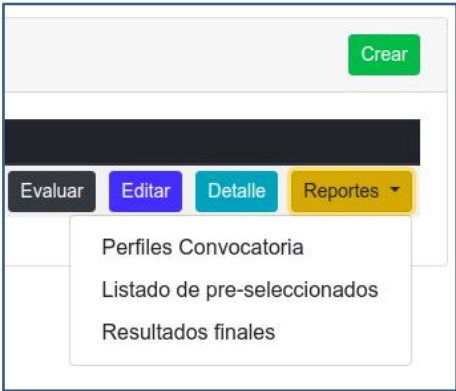 Crear
Evaluar Editar Detalle Reportes
Perfiles Convocatoria
Listado de pre-seleccionados
Resultados finales